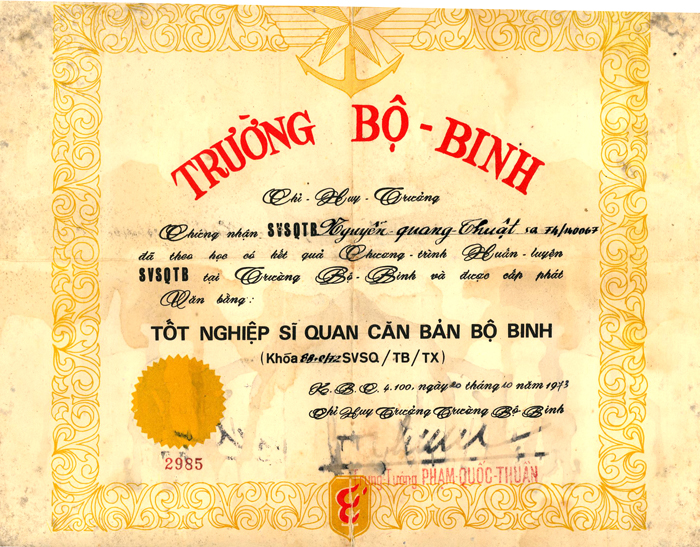 TRƯỜNG BỘ-BINH
Chỉ-Huy-Trưởng
Chứng nhận SVSQTB Nguyễn-quang-Thuật SQ 74/140067
đã theo học có kết quả Chương-trình Huấn-luyện
SVSQTB tại Trường Bộ-Binh và được cấp phát
Văn bằng:
TỐT NGHIỆP SĨ QUAN CĂN BẢN BỘ BINH
(Khóa SVSQ/TB/TX)
K.B.C. 4.100, ngày 20 tháng 10 năm 1973
Chỉ Huy Trưởng Trường Bộ Binh
2985
Trung-Tướng PHẠM-QUỐC-THUẦN